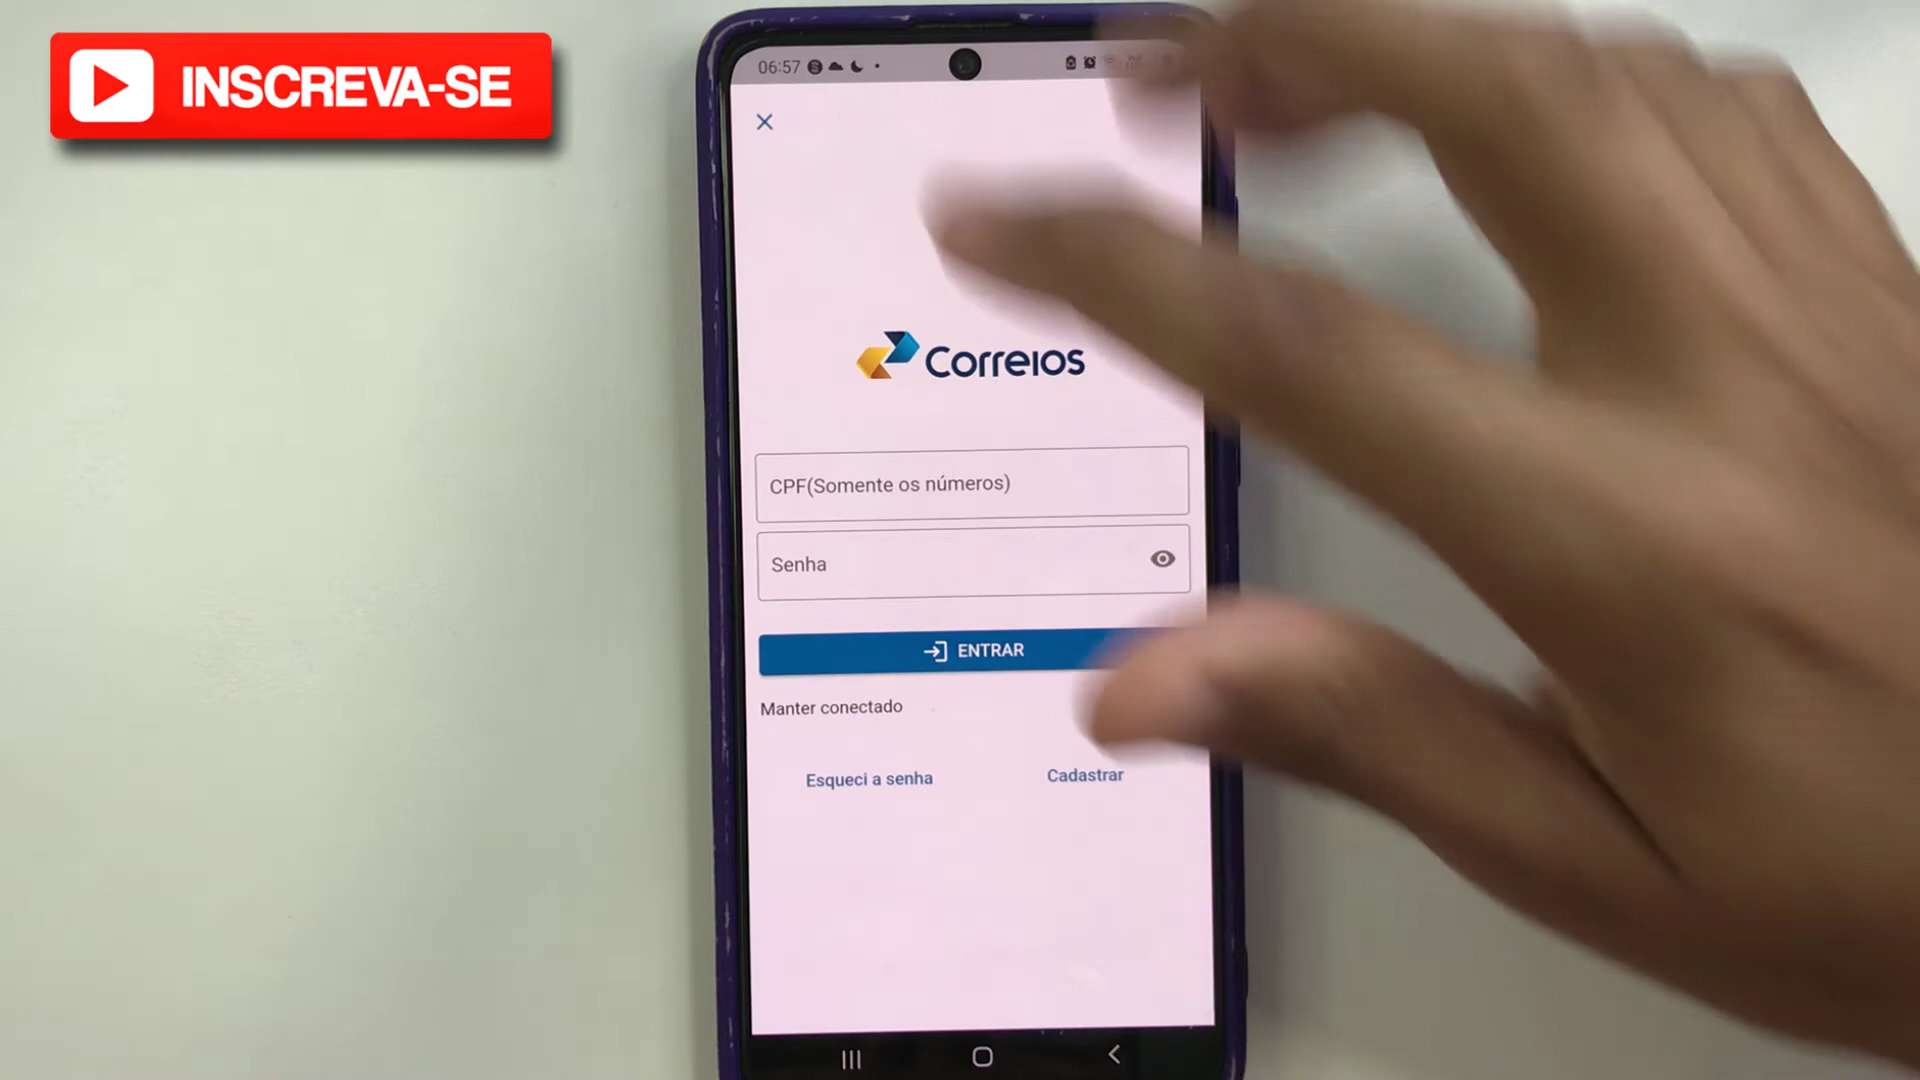 INSCREVA-SE
06:57
Correios
CPF(Somente os números)
Senha
ENTRAR
Manter conectado
Esqueci a senha
Cadastrar